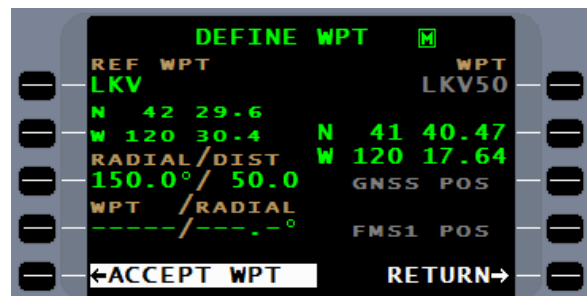 DEFINE WPT M
REF WPT WPT
LKV LKV50
N 42 29.6
W 120 30.4 N 41 40.47
RADIAL/DIST W 120 17.64
150.0°/ 50.0 GNSS POS
WPT /RADIAL
-----/---.-° FMS1 POS
←ACCEPT WPT RETURN→